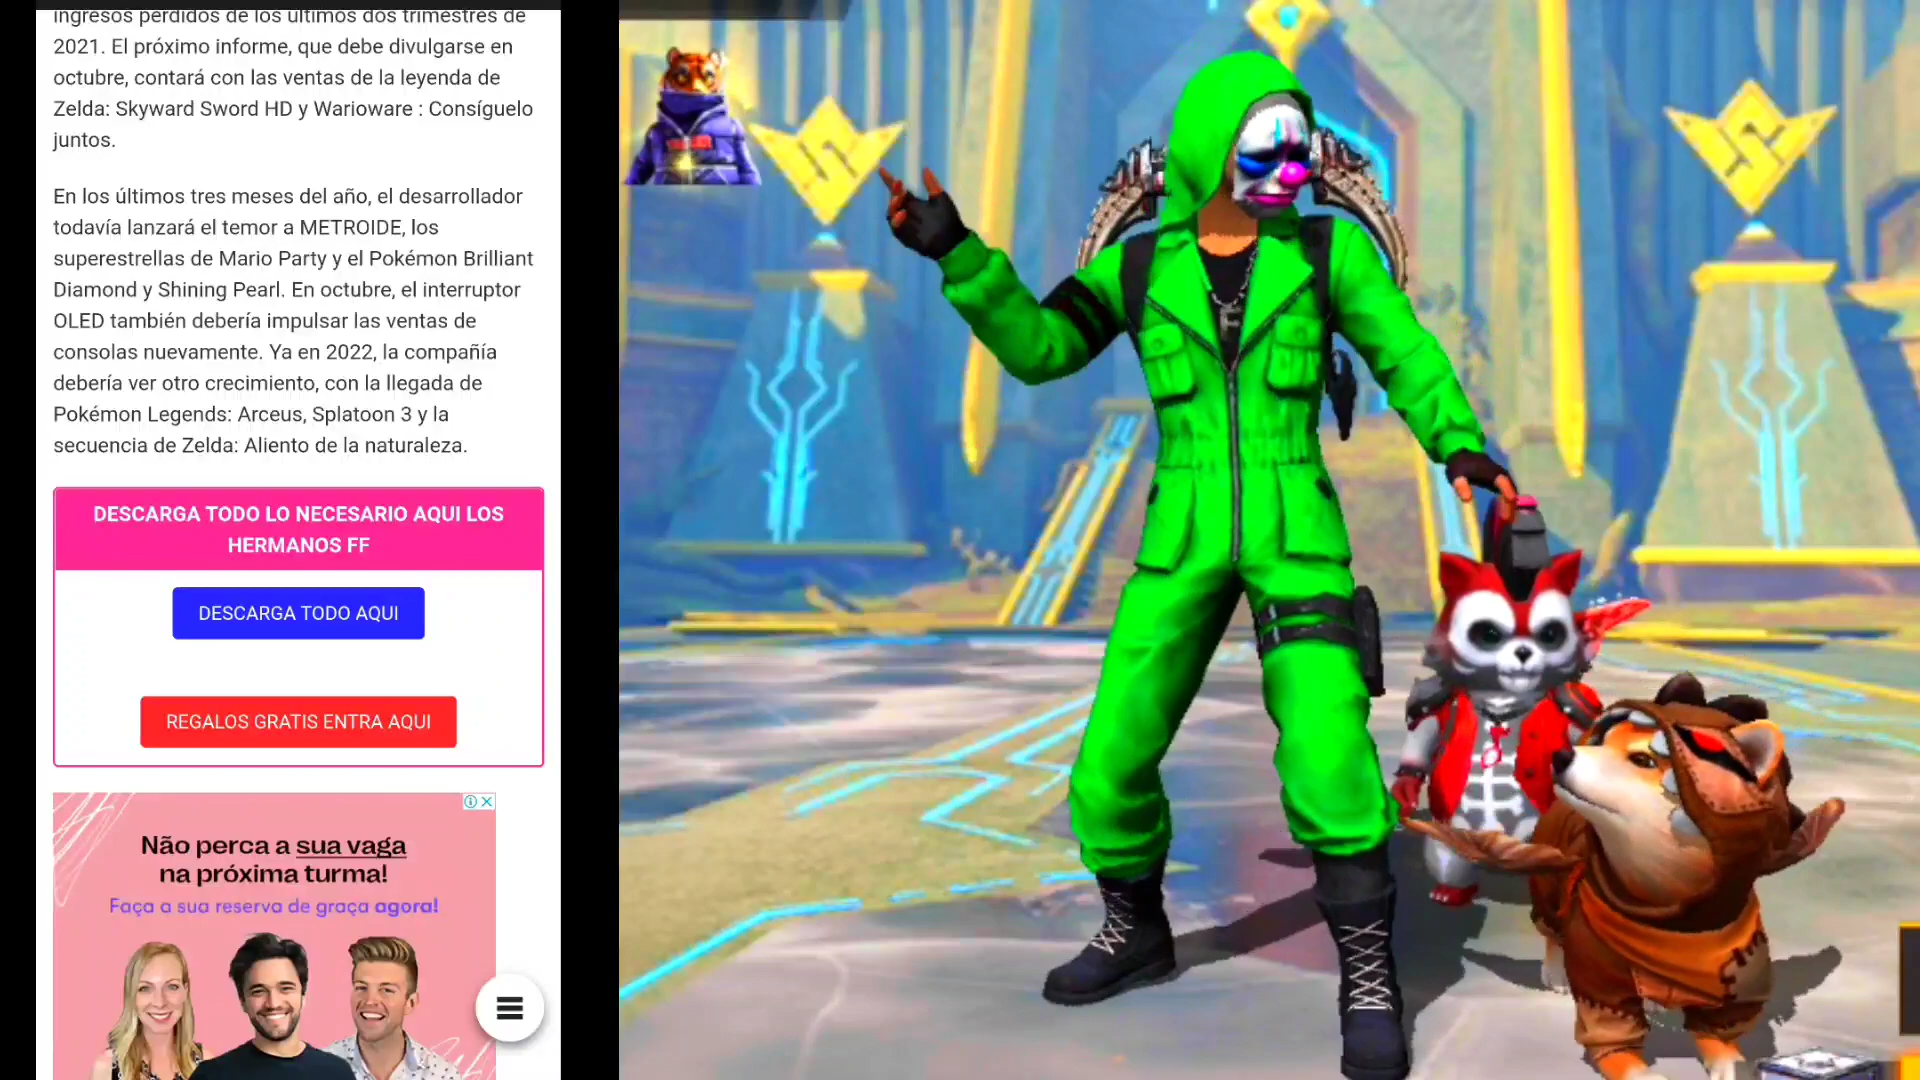 ingresos perdidos de los últimos dos trimestres de
2021. El próximo informe, que debe divulgarse en
octubre, contará con las ventas de la leyenda de
Zelda: Skyward Sword HD y Warioware : Consíguelo
juntos.
En los últimos tres meses del año, el desarrollador
todavía lanzará el temor a METROIDE, los
superestrellas de Mario Party y el Pokémon Brilliant
Diamond y Shining Pearl. En octubre, el interruptor
OLED también debería impulsar las ventas de
consolas nuevamente. Ya en 2022, la compañía
debería ver otro crecimiento, con la llegada de
Pokémon Legends: Arceus, Splatoon 3 y la
secuencia de Zelda: Aliento de la naturaleza.
DESCARGA TODO LO NECESARIO AQUI LOS
HERMANOS FF
DESCARGA TODO AQUI
REGALOS GRATIS ENTRA AQUI
Não perca a sua vaga
na próxima turma!
Faça a sua reserva de graça agora!